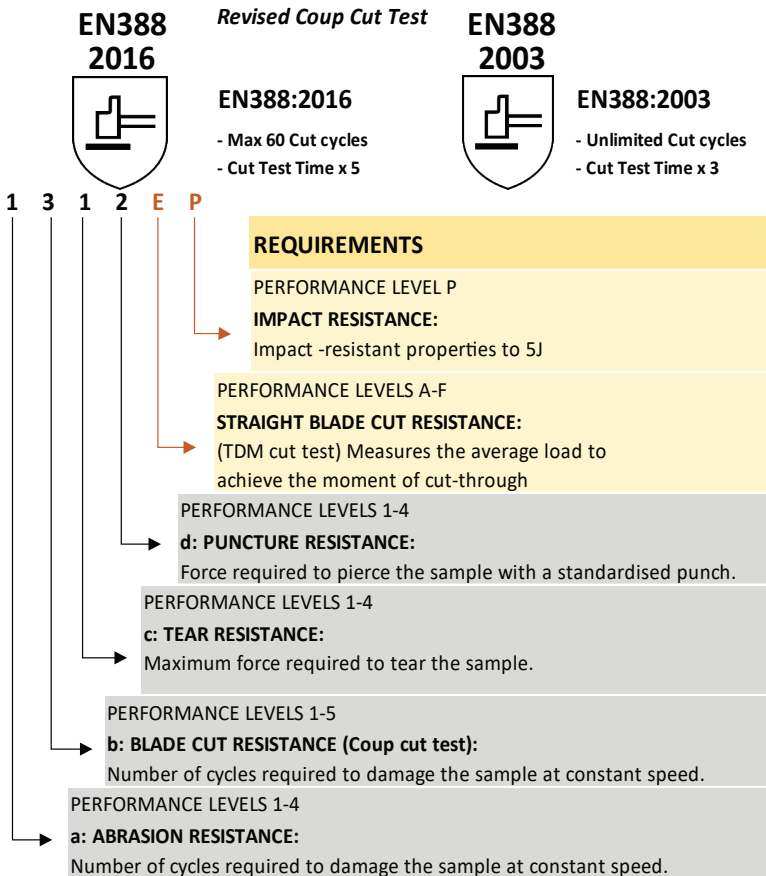 EN388
2016
Revised Coup Cut Test
EN388
2003
EN388:2016
- Max 60 Cut cycles
- Cut Test Time x 5
EN388:2003
- Unlimited Cut cycles
- Cut Test Time x 3
1 3 1 2 E P
REQUIREMENTS
PERFORMANCE LEVEL P
IMPACT RESISTANCE:
Impact -resistant properties to 5J
PERFORMANCE LEVELS A-F
STRAIGHT BLADE CUT RESISTANCE:
(TDM cut test) Measures the average load to
achieve the moment of cut-through
PERFORMANCE LEVELS 1-4
d: PUNCTURE RESISTANCE:
Force required to pierce the sample with a standardised punch.
PERFORMANCE LEVELS 1-4
c: TEAR RESISTANCE:
Maximum force required to tear the sample.
PERFORMANCE LEVELS 1-5
b: BLADE CUT RESISTANCE (Coup cut test):
Number of cycles required to damage the sample at constant speed.
PERFORMANCE LEVELS 1-4
a: ABRASION RESISTANCE:
Number of cycles required to damage the sample at constant speed.